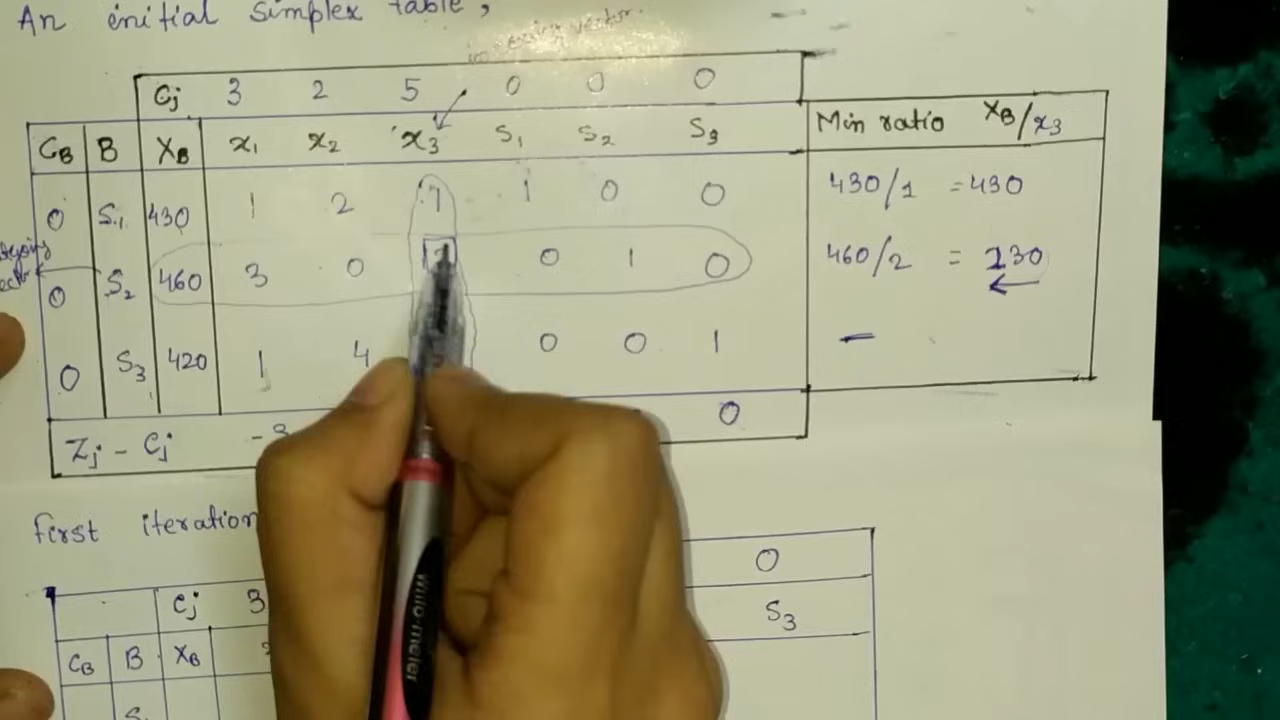 An initial simplex table,
vector.
Cj 3 2 5 0 0 0
CB B XB x1 x2 x3 S1 S2 S3 Min ratio XB/x3
0 S1 430 1 2 1 1 0 0 430/1 =430
0 S2 460 3 0 0 1 0 460/2 = 230
0 S3 420 1 4 0 0 1 -
Zj - Cj -3 0
first iteration
Cj 3 0
CB B XB S3
S
Wilo-meler